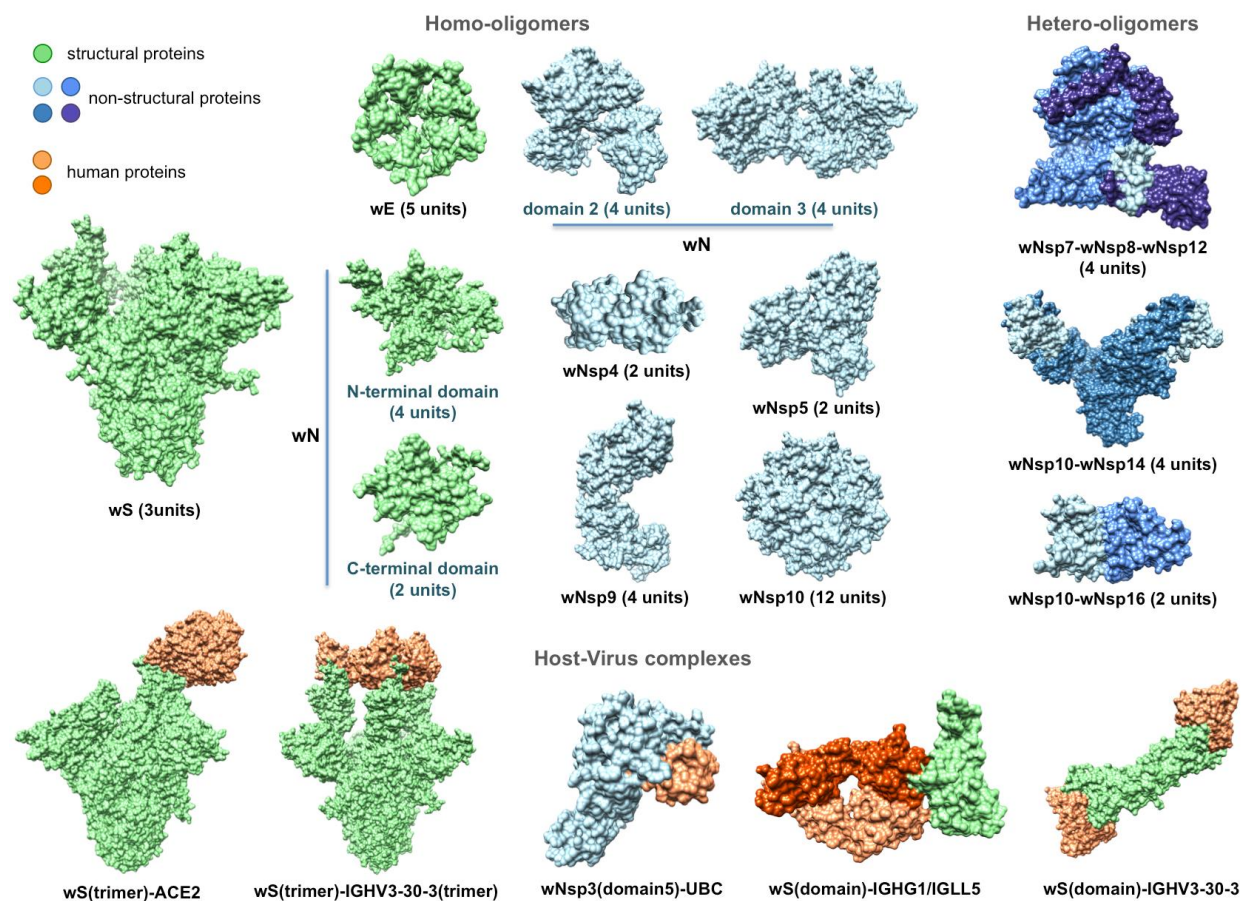 Homo-oligomers
Hetero-oligomers
structural proteins
non-structural proteins
human proteins
wE (5 units)
domain 2 (4 units)
domain 3 (4 units)
wN
wNsp7-wNsp8-wNsp12
(4 units)
wS (3units)
wN
N-terminal domain
(4 units)
C-terminal domain
(2 units)
wNsp4 (2 units)
wNsp5 (2 units)
wNsp9 (4 units)
wNsp10 (12 units)
wNsp10-wNsp14 (4 units)
wNsp10-wNsp16 (2 units)
Host-Virus complexes
wS(trimer)-ACE2
wS(trimer)-IGHV3-30-3(trimer)
wNsp3(domain5)-UBC
wS(domain)-IGHG1/IGLL5
wS(domain)-IGHV3-30-3